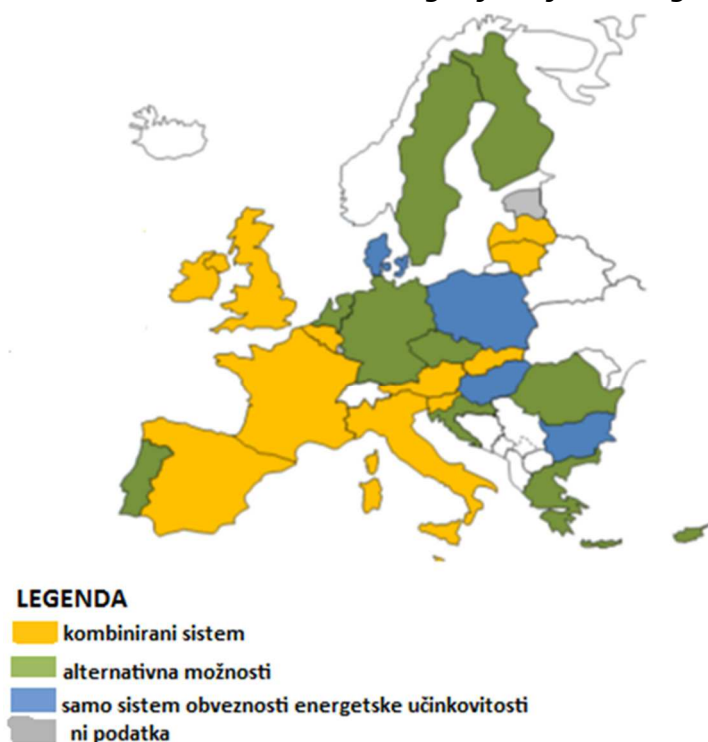 LEGENDA
kombinirani sistem
alternativna možnosti
samo sistem obveznosti energetske učinkovitosti
ni podatka